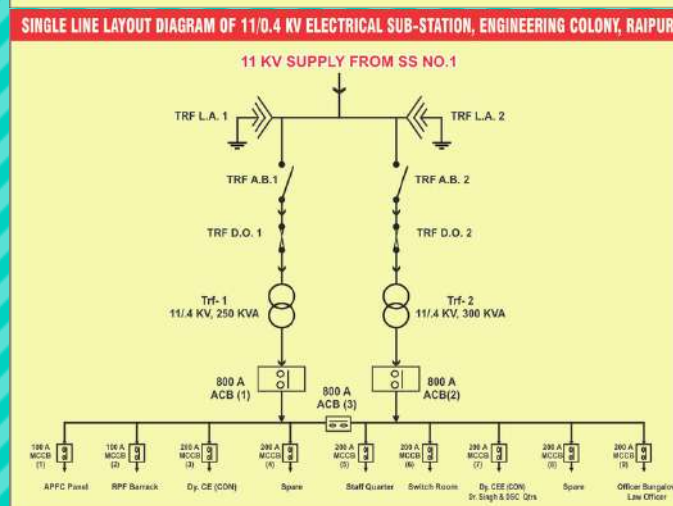 SINGLE LINE LAYOUT DIAGRAM OF 11/0.4 KV ELECTRICAL SUB-STATION, ENGINEERING COLONY, RAIPUR
11 KV SUPPLY FROM SS NO.1
TRF L.A. 1
TRF L.A. 2
TRF A.B.1
TRF A.B. 2
TRF D.O. 1
TRF D.O. 2
Trf- 1
11/.4 KV, 250 KVA
Trf- 2
11/.4 KV, 300 KVA
800 A
ACB (1)
800 A
ACB (3)
800 A
ACB(2)
100 A
MCCB
(1)
100 A
MCCB
(2)
200 A
MCCB
(3)
200 A
MCCB
(4)
200 A
MCCB
(5)
200 A
MCCB
(6)
200 A
MCCB
(7)
200 A
MCCB
(8)
200 A
MCCB
(9)
APFC Panel
RPF Barrack
Dy. CE (CON)
Spare
Staff Quarter
Switch Room
Dy. CEE (CON)
Sr. Singh & DSC Qtrs
Spare
Officer Bungalow
Law Officer